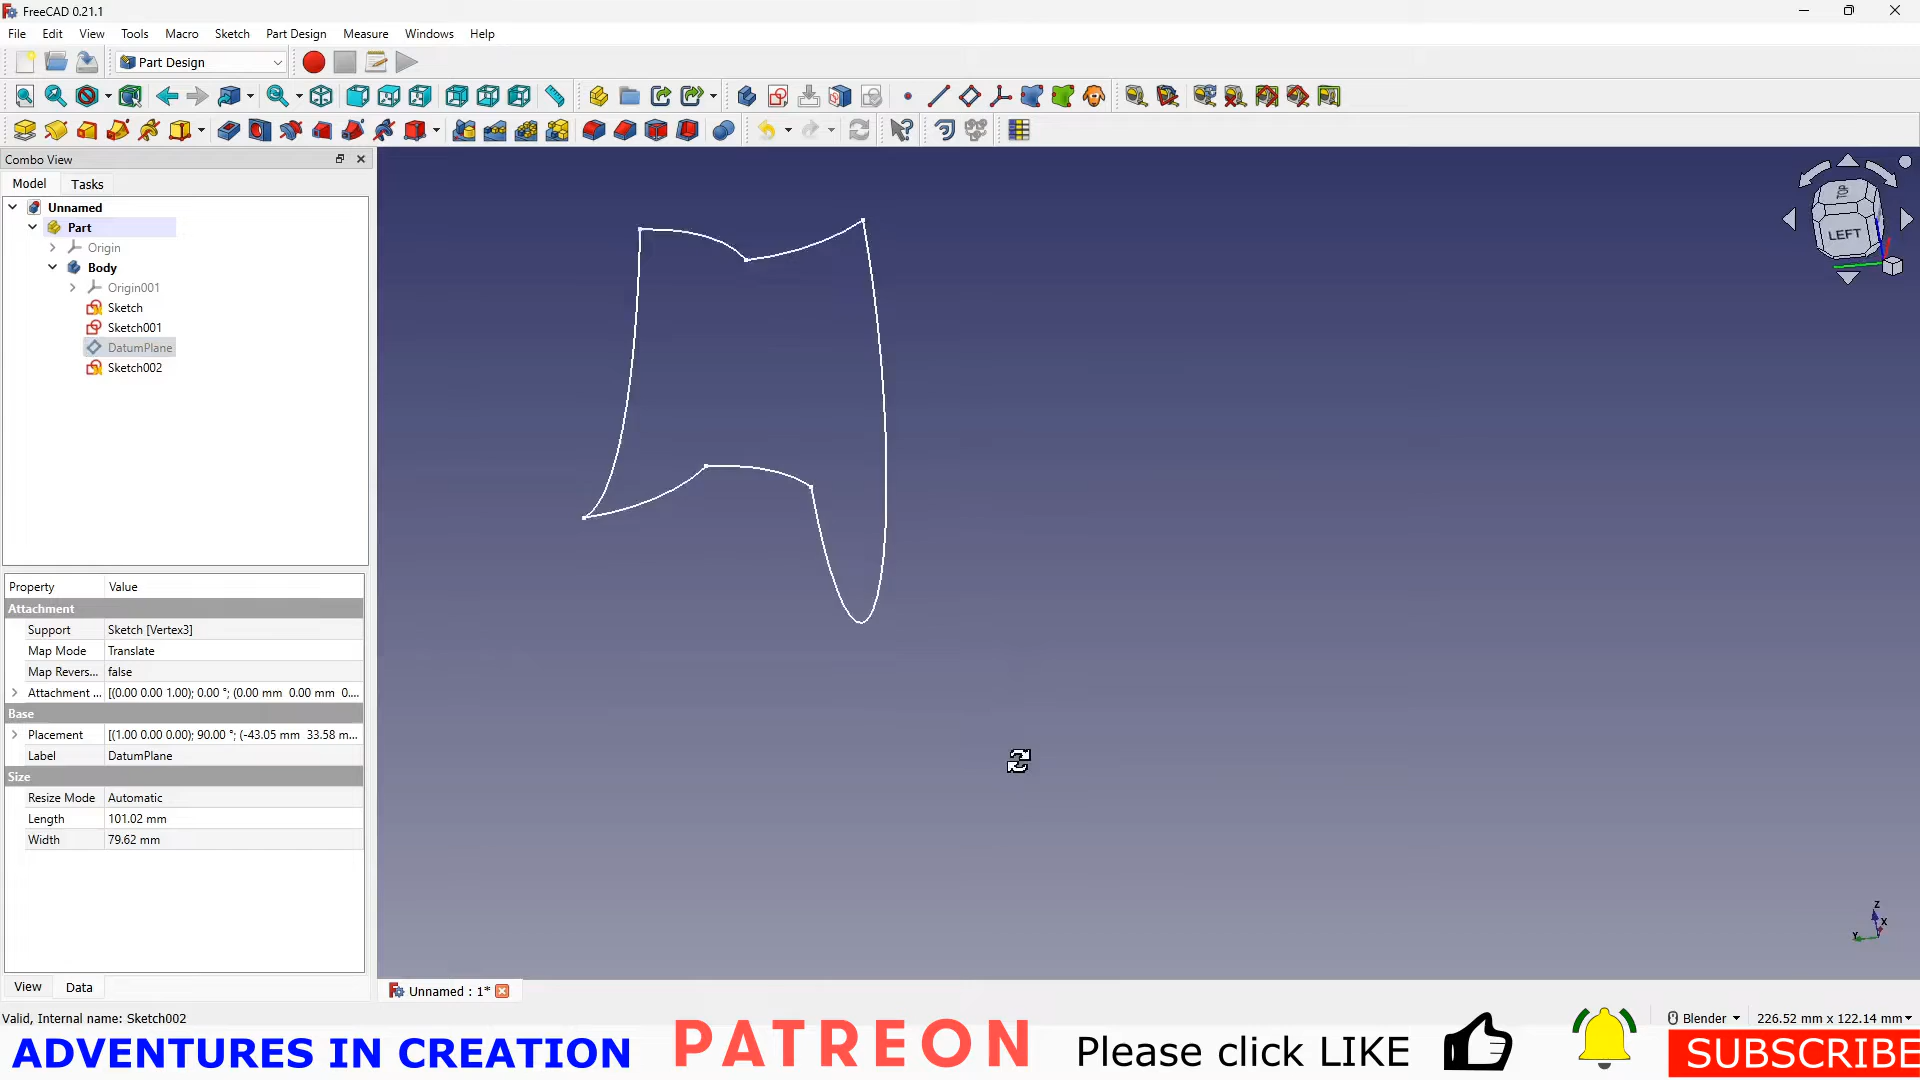 FreeCAD 0.21.1
File Edit View Tools Macro Sketch Part Design Measure Windows Help
Part Design
Combo View
Model Tasks
Unnamed
Part
Origin
Body
Origin001
Sketch
Sketch001
DatumPlane
Sketch002
LEFT
Property Value
Attachment
Support Sketch [Vertex3]
Map Mode Translate
Map Revers... false
Attachment ... [(0.00 0.00 1.00); 0.00 °; (0.00 mm 0.00 mm 0....
Base
Placement [(1.00 0.00 0.00); 90.00 °; (-43.05 mm 33.58 m...
Label DatumPlane
Size
Resize Mode Automatic
Length 101.02 mm
Width 79.62 mm
Z
X
Y
View Data
Unnamed : 1*
Valid, Internal name: Sketch002
Blender 226.52 mm x 122.14 mm
ADVENTURES IN CREATION PATREON Please click LIKE SUBSCRIBE